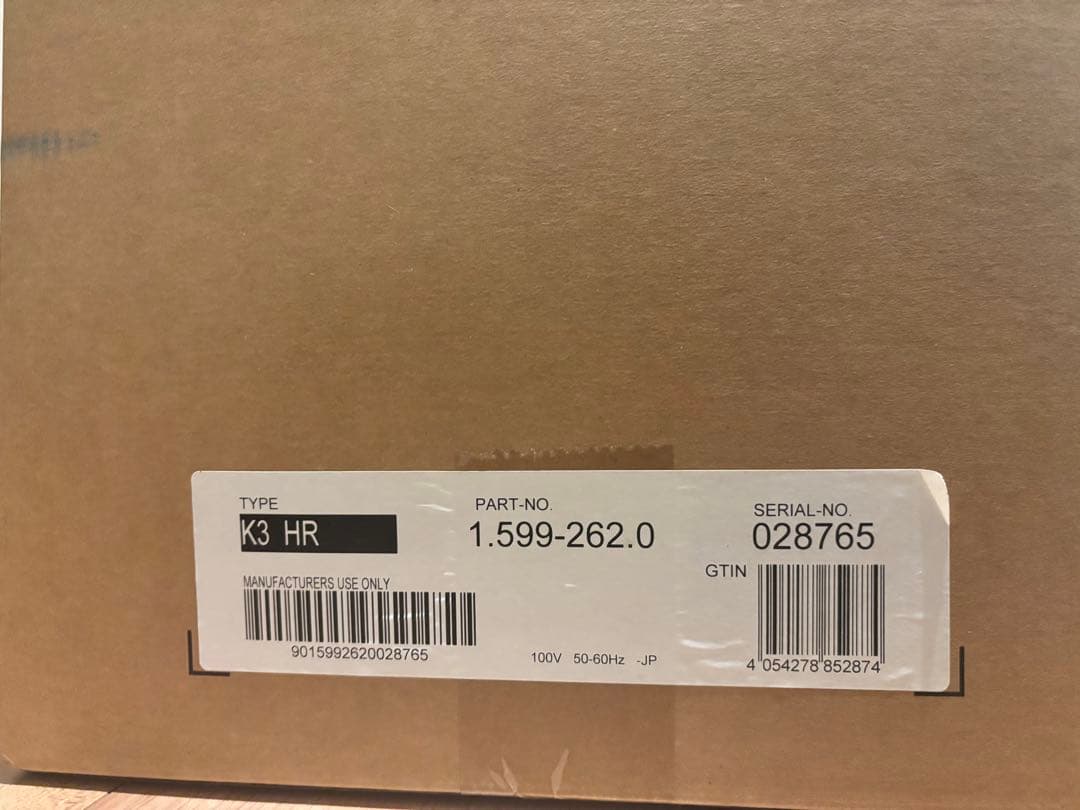 TYPE
K3 HR
PART-NO.
1.599-262.0
SERIAL-NO.
028765
GTIN
4 054278 852874
MANUFACTURERS USE ONLY
9015992620028765
100V 50-60Hz -JP